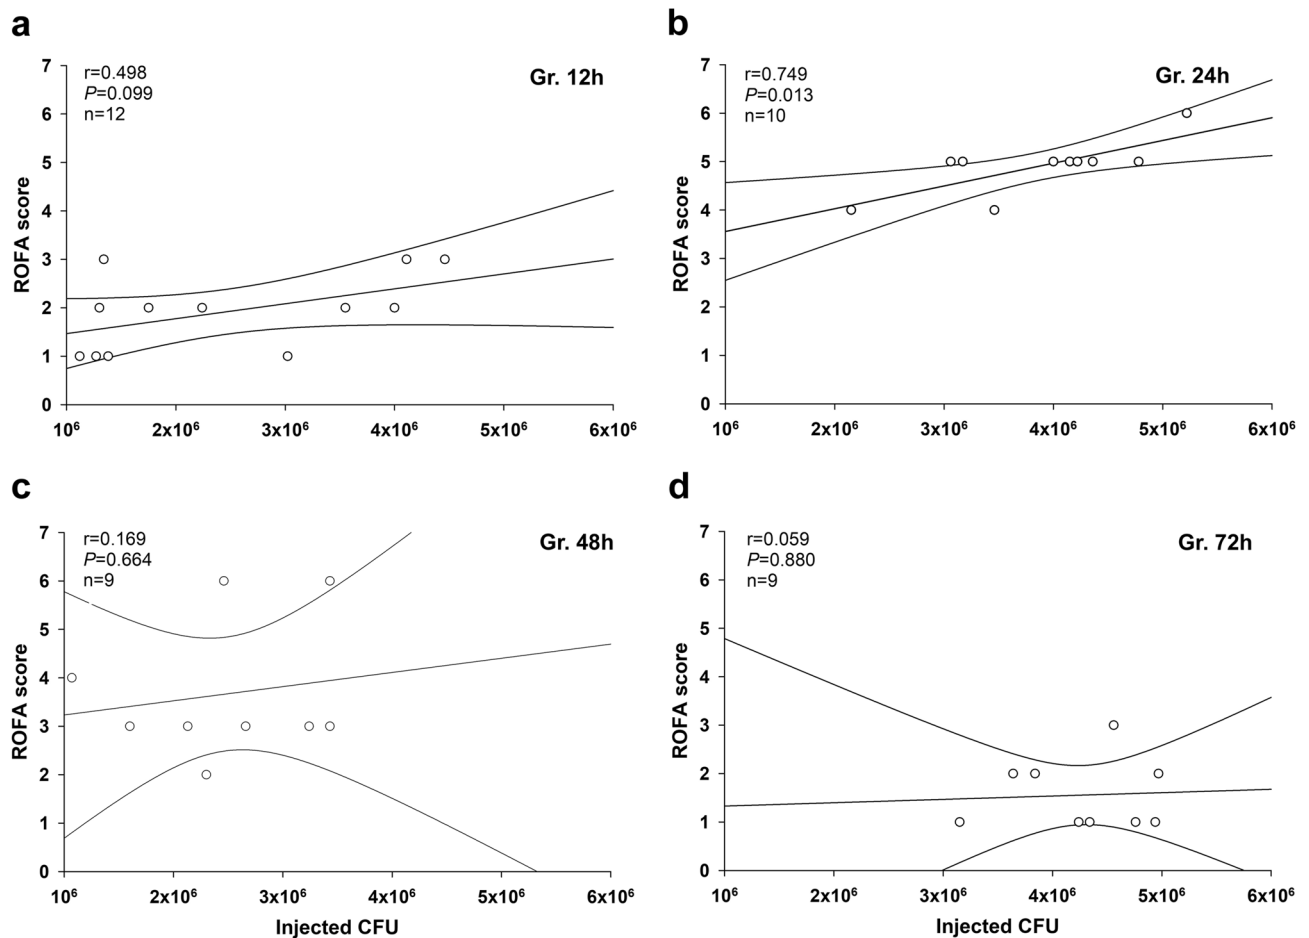 a
r=0.498
P=0.099
n=12
Gr. 12h
ROFA score
7
6
5
4
3
2
1
0
10⁶ 2x10⁶ 3x10⁶ 4x10⁶ 5x10⁶ 6x10⁶
b
r=0.749
P=0.013
n=10
Gr. 24h
ROFA score
7
6
5
4
3
2
1
0
10⁶ 2x10⁶ 3x10⁶ 4x10⁶ 5x10⁶ 6x10⁶
c
r=0.169
P=0.664
n=9
Gr. 48h
ROFA score
7
6
5
4
3
2
1
0
10⁶ 2x10⁶ 3x10⁶ 4x10⁶ 5x10⁶ 6x10⁶
Injected CFU
d
r=0.059
P=0.880
n=9
Gr. 72h
ROFA score
7
6
5
4
3
2
1
0
10⁶ 2x10⁶ 3x10⁶ 4x10⁶ 5x10⁶ 6x10⁶
Injected CFU